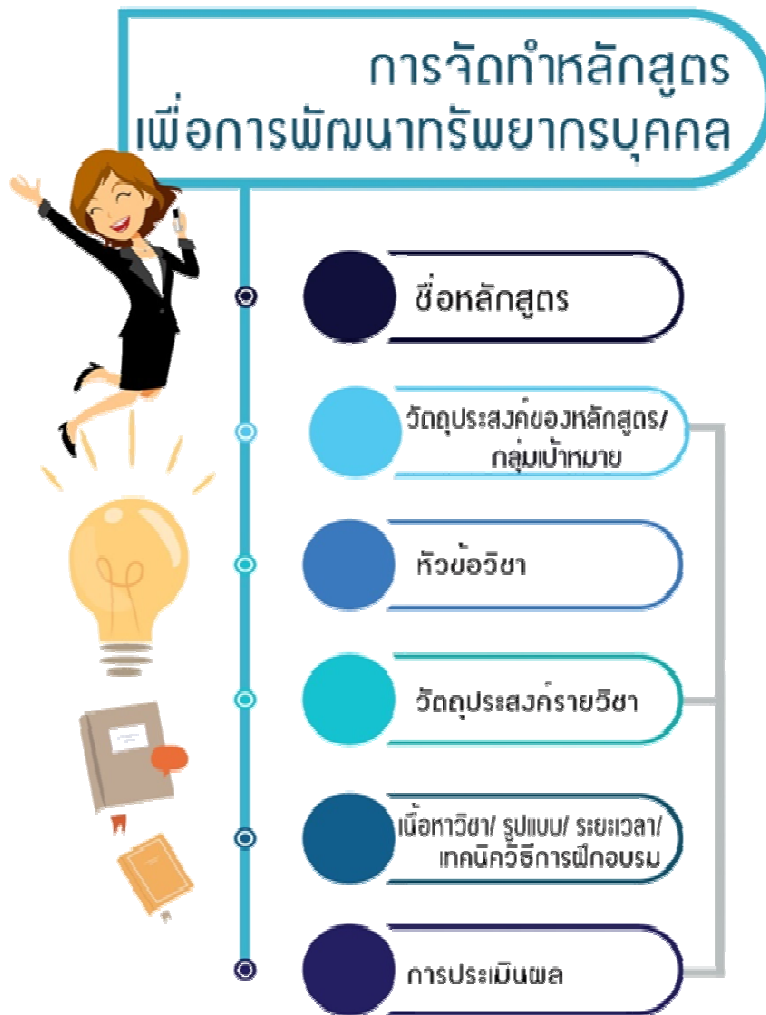 การจัดทำหลักสูตร
เพื่อการพัฒนาทรัพยากรบุคคล
ชื่อหลักสูตร
วัตถุประสงค์ของหลักสูตร/
กลุ่มเป้าหมาย
หัวข้อวิชา
วัตถุประสงค์รายวิชา
เนื้อหาวิชา/ รูปแบบ/ ระยะเวลา/
เทคนิควิธีการฝึกอบรม
การประเมินผล